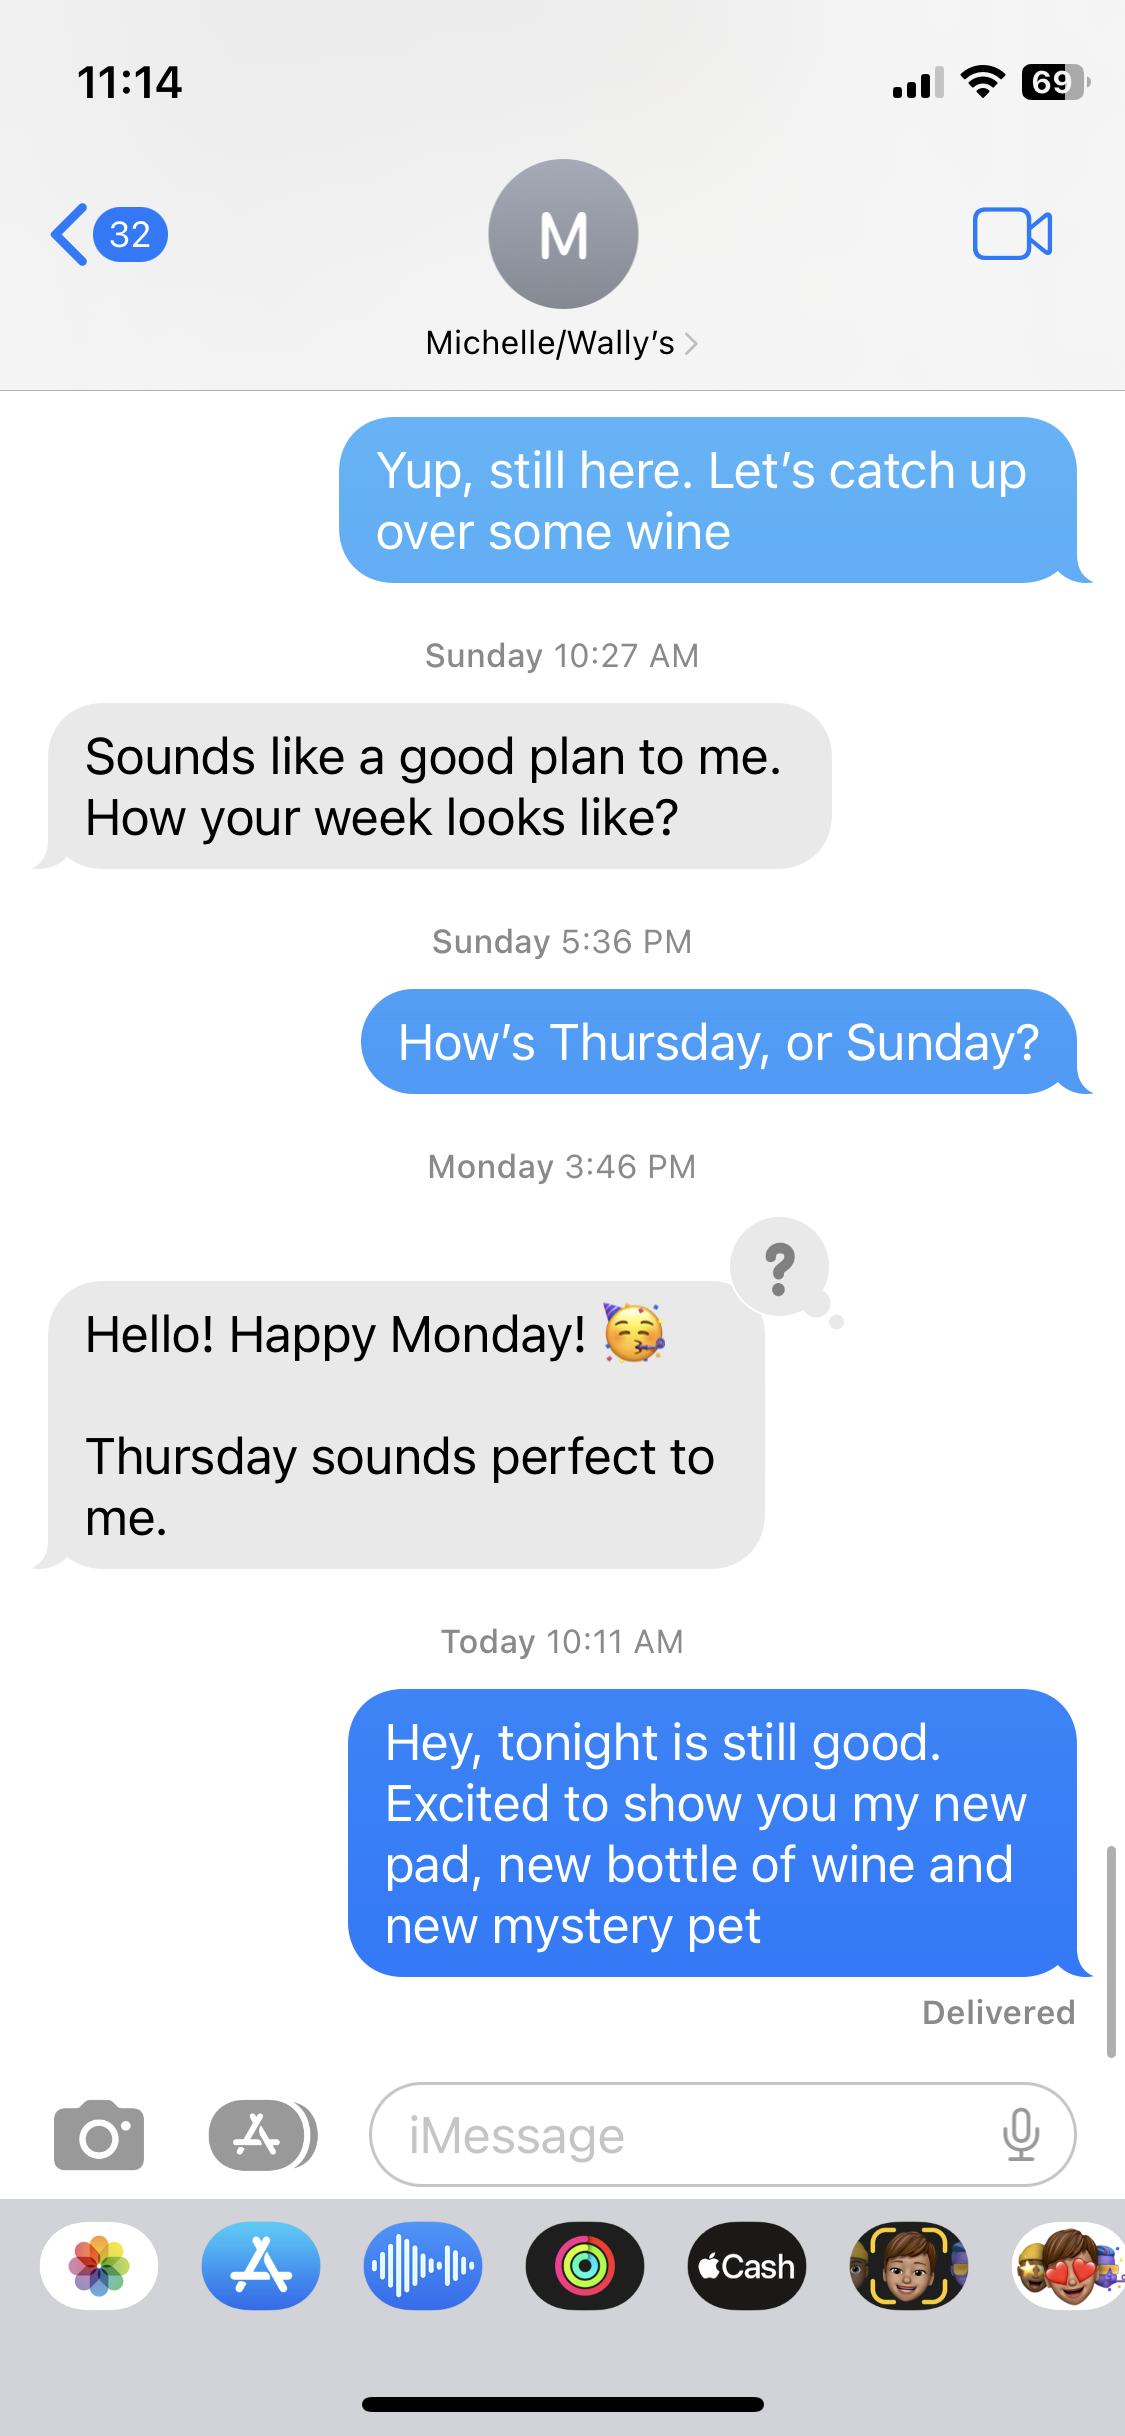 11:14
69
32
M
Michelle/Wally’s
Yup, still here. Let’s catch up
over some wine
Sunday 10:27 AM
Sounds like a good plan to me.
How your week looks like?
Sunday 5:36 PM
How’s Thursday, or Sunday?
Monday 3:46 PM
?
Hello! Happy Monday! 🥳
Thursday sounds perfect to
me.
Today 10:11 AM
Hey, tonight is still good.
Excited to show you my new
pad, new bottle of wine and
new mystery pet
Delivered
iMessage
Cash